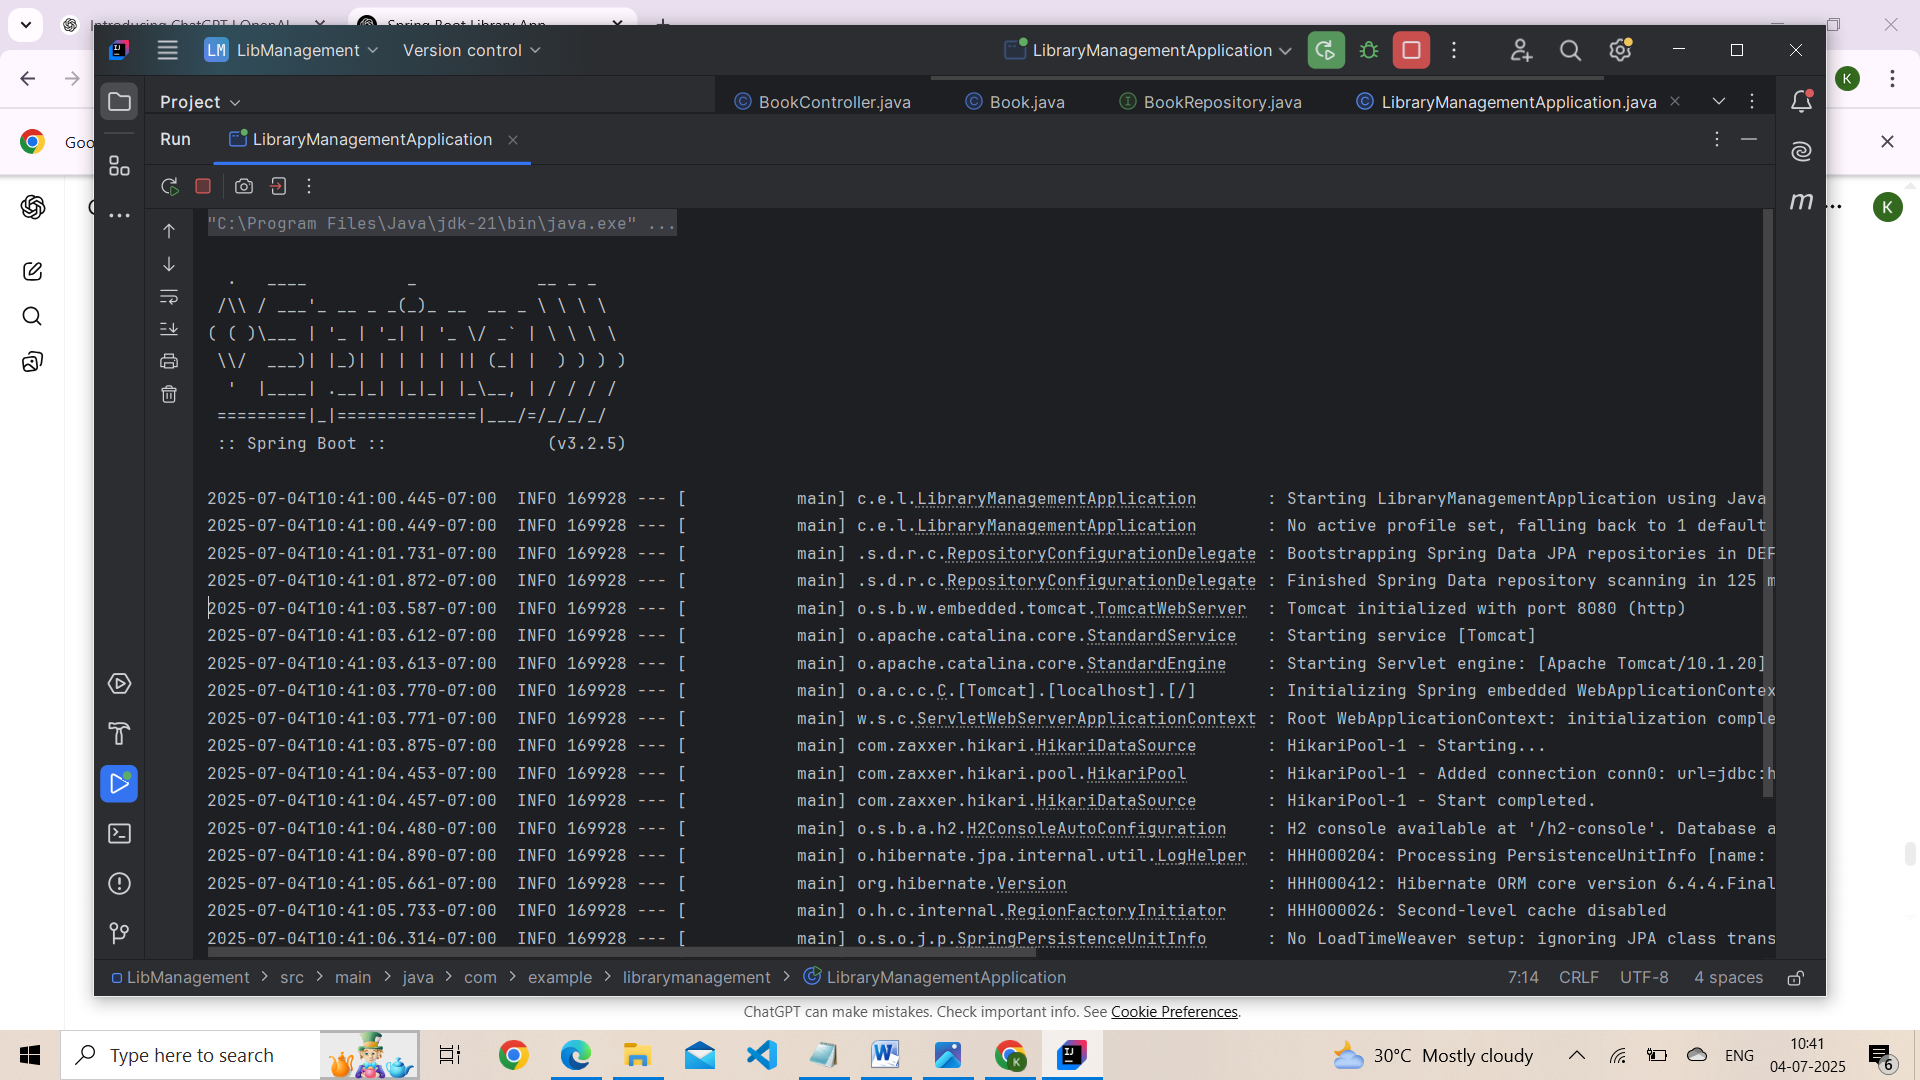 Introducing ChatGPT | OpenAI
Spring Boot Library App
LM LibManagement
Version control
LibraryManagementApplication
K
Project
BookController.java
Book.java
BookRepository.java
LibraryManagementApplication.java
Goo
Run
LibraryManagementApplication
K
"C:\Program Files\Java\jdk-21\bin\java.exe" ...
  .   ____          _            __ _ _
 /\\ / ___'_ __ _ _(_)_ __  __ _ \ \ \ \
( ( )\___ | '_ | '_| | '_ \/ _` | \ \ \ \
 \\/  ___)| |_)| | | | | || (_| |  ) ) ) )
  '  |____| .__|_| |_|_| |_\__, | / / / /
 =========|_|==============|___/=/_/_/_/
 :: Spring Boot ::                (v3.2.5)
2025-07-04T10:41:00.445-07:00  INFO 169928 --- [           main] c.e.l.LibraryManagementApplication       : Starting LibraryManagementApplication using Java
2025-07-04T10:41:00.449-07:00  INFO 169928 --- [           main] c.e.l.LibraryManagementApplication       : No active profile set, falling back to 1 default
2025-07-04T10:41:01.731-07:00  INFO 169928 --- [           main] .s.d.r.c.RepositoryConfigurationDelegate : Bootstrapping Spring Data JPA repositories in DEF
2025-07-04T10:41:01.872-07:00  INFO 169928 --- [           main] .s.d.r.c.RepositoryConfigurationDelegate : Finished Spring Data repository scanning in 125 m
2025-07-04T10:41:03.587-07:00  INFO 169928 --- [           main] o.s.b.w.embedded.tomcat.TomcatWebServer  : Tomcat initialized with port 8080 (http)
2025-07-04T10:41:03.612-07:00  INFO 169928 --- [           main] o.apache.catalina.core.StandardService   : Starting service [Tomcat]
2025-07-04T10:41:03.613-07:00  INFO 169928 --- [           main] o.apache.catalina.core.StandardEngine    : Starting Servlet engine: [Apache Tomcat/10.1.20]
2025-07-04T10:41:03.770-07:00  INFO 169928 --- [           main] o.a.c.c.C.[Tomcat].[localhost].[/]       : Initializing Spring embedded WebApplicationContex
2025-07-04T10:41:03.771-07:00  INFO 169928 --- [           main] w.s.c.ServletWebServerApplicationContext : Root WebApplicationContext: initialization comple
2025-07-04T10:41:03.875-07:00  INFO 169928 --- [           main] com.zaxxer.hikari.HikariDataSource       : HikariPool-1 - Starting...
2025-07-04T10:41:04.453-07:00  INFO 169928 --- [           main] com.zaxxer.hikari.pool.HikariPool        : HikariPool-1 - Added connection conn0: url=jdbc:h
2025-07-04T10:41:04.457-07:00  INFO 169928 --- [           main] com.zaxxer.hikari.HikariDataSource       : HikariPool-1 - Start completed.
2025-07-04T10:41:04.480-07:00  INFO 169928 --- [           main] o.s.b.a.h2.H2ConsoleAutoConfiguration    : H2 console available at '/h2-console'. Database a
2025-07-04T10:41:04.890-07:00  INFO 169928 --- [           main] o.hibernate.jpa.internal.util.LogHelper  : HHH000204: Processing PersistenceUnitInfo [name:
2025-07-04T10:41:05.661-07:00  INFO 169928 --- [           main] org.hibernate.Version                    : HHH000412: Hibernate ORM core version 6.4.4.Final
2025-07-04T10:41:05.733-07:00  INFO 169928 --- [           main] o.h.c.internal.RegionFactoryInitiator    : HHH000026: Second-level cache disabled
2025-07-04T10:41:06.314-07:00  INFO 169928 --- [           main] o.s.o.j.p.SpringPersistenceUnitInfo      : No LoadTimeWeaver setup: ignoring JPA class trans
LibManagement > src > main > java > com > example > librarymanagement > LibraryManagementApplication
7:14 CRLF UTF-8 4 spaces
ChatGPT can make mistakes. Check important info. See Cookie Preferences.
Type here to search
30°C Mostly cloudy
ENG
10:41
04-07-2025
6